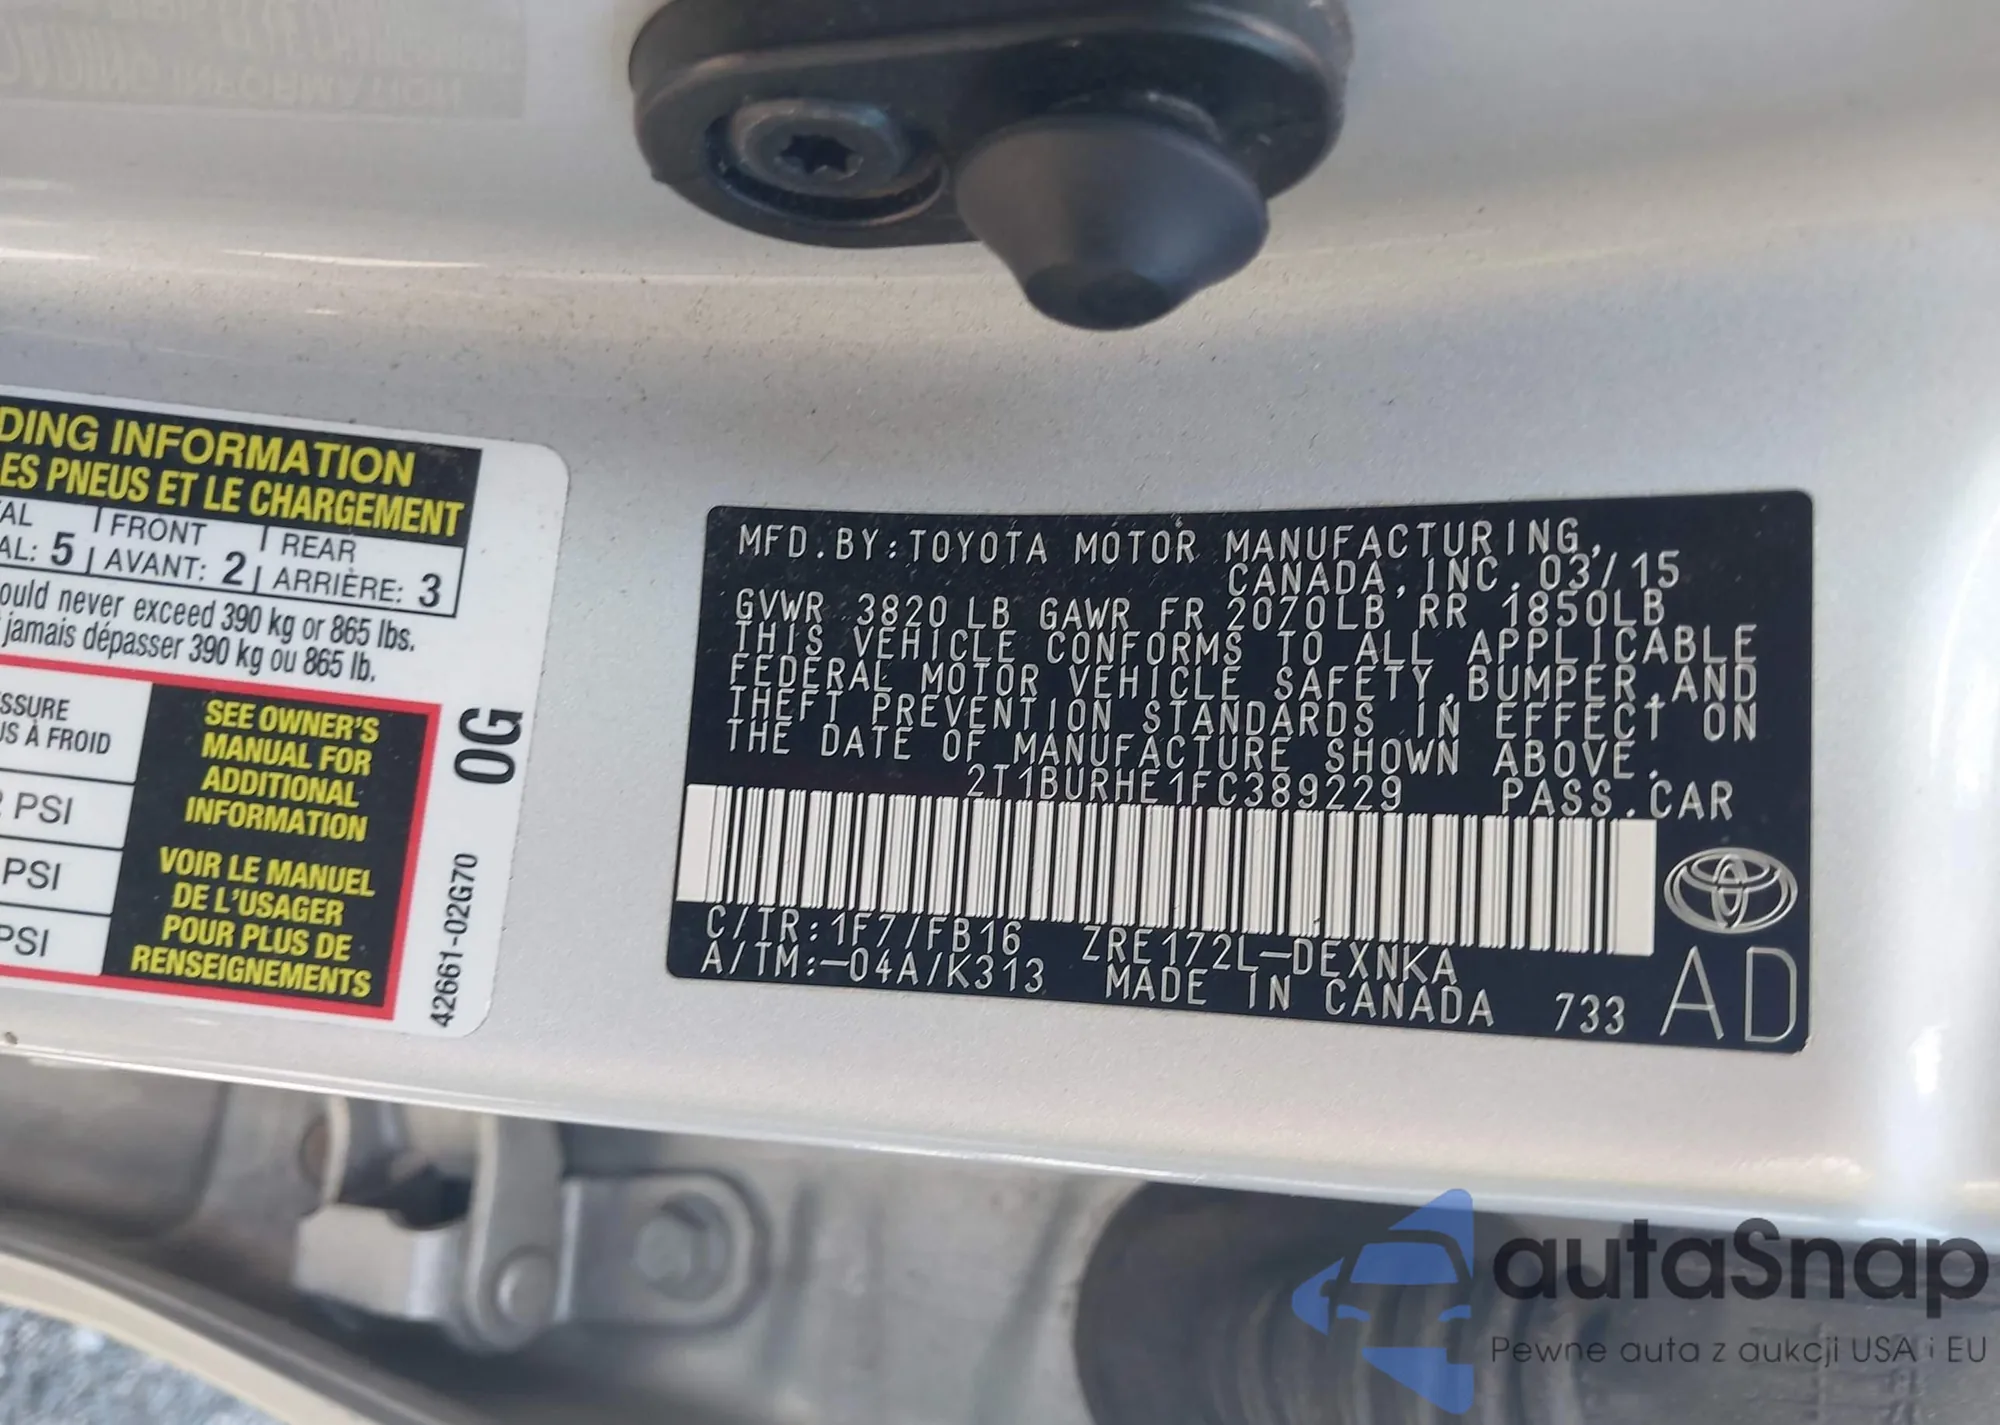 DING INFORMATION
LES PNEUS ET LE CHARGEMENT
FRONT
REAR
AL: 5
AVANT: 2
ARRIÈRE: 3
ould never exceed 390 kg or 865 lbs.
jamais dépasser 390 kg ou 865 lb.
SSURE
US À FROID
PSI
PSI
PSI
SEE OWNER'S
MANUAL FOR
ADDITIONAL
INFORMATION
VOIR LE MANUEL
DE L'USAGER
POUR PLUS DE
RENSEIGNEMENTS
0G
42661-02G70
MFD.BY:TOYOTA MOTOR MANUFACTURING,
CANADA,INC. 03/15
GVWR 3820 LB GAWR FR 2070LB RR 1850LB
THIS VEHICLE CONFORMS TO ALL APPLICABLE
FEDERAL MOTOR VEHICLE SAFETY,BUMPER,AND
THEFT PREVENTION STANDARDS IN EFFECT ON
THE DATE OF MANUFACTURE SHOWN ABOVE.
2T1BURHE1FC389229 PASS.CAR
C/TR:1F7/FB16 ZRE172L-DEXNKA
A/TM:-04A/K313 MADE IN CANADA 733
AD
autaSnap
Pewne auta z aukcji USA i EU